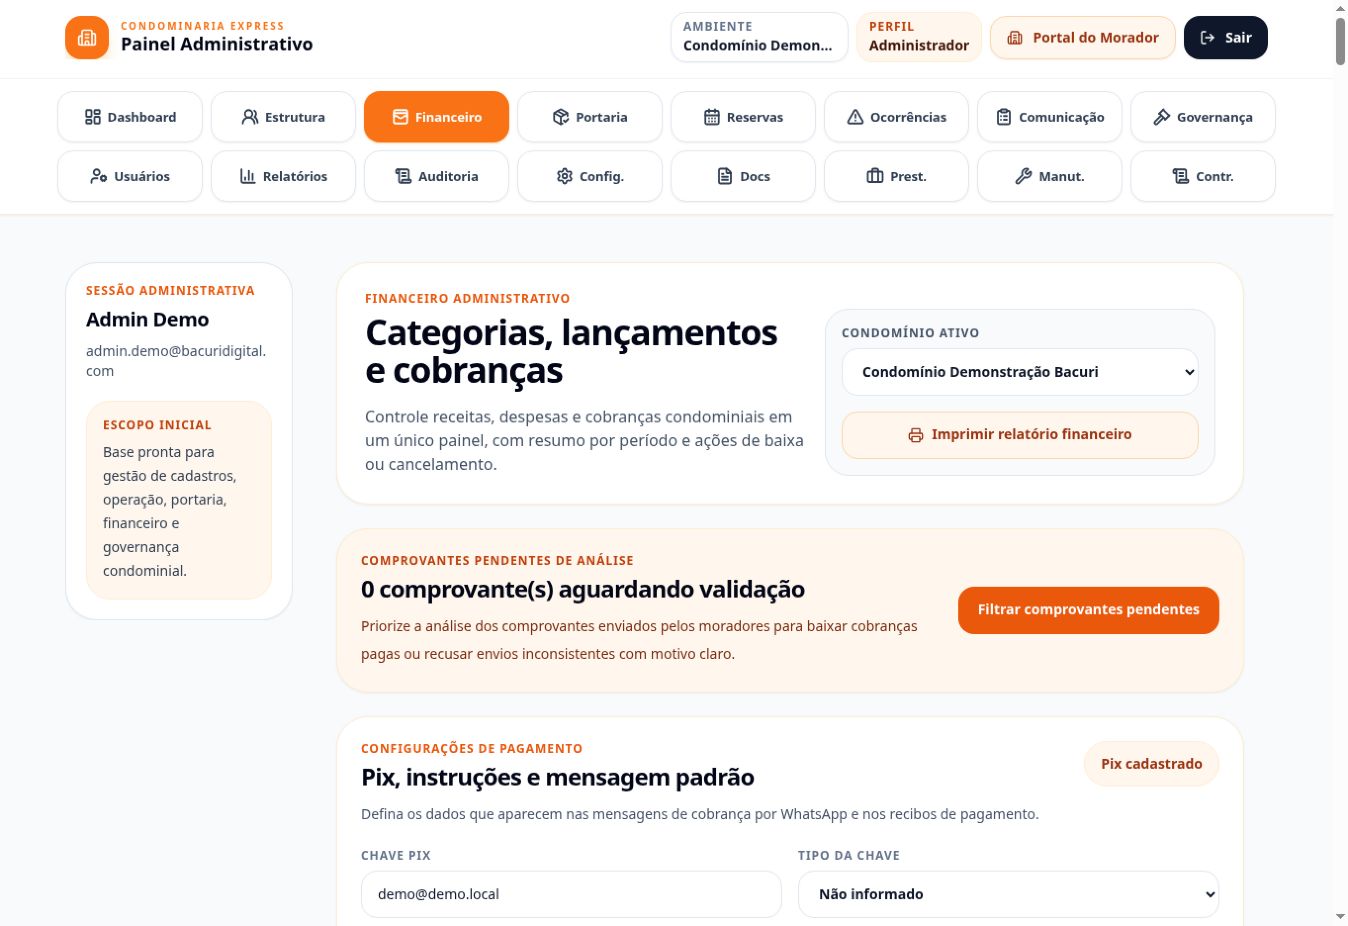 CONDOMINARIA EXPRESS
Painel Administrativo
AMBIENTE
Condomínio Demon...
PERFIL
Administrador
Portal do Morador
Sair
Dashboard
Estrutura
Financeiro
Portaria
Reservas
Ocorrências
Comunicação
Governança
Usuários
Relatórios
Auditoria
Config.
Docs
Prest.
Manut.
Contr.
SESSÃO ADMINISTRATIVA
Admin Demo
admin.demo@bacuridigital.
com
ESCOPO INICIAL
Base pronta para
gestão de cadastros,
operação, portaria,
financeiro e
governança
condominial.
FINANCEIRO ADMINISTRATIVO
Categorias, lançamentos
e cobranças
Controle receitas, despesas e cobranças condominiais em
um único painel, com resumo por período e ações de baixa
ou cancelamento.
CONDOMÍNIO ATIVO
Condomínio Demonstração Bacuri
Imprimir relatório financeiro
COMPROVANTES PENDENTES DE ANÁLISE
0 comprovante(s) aguardando validação
Priorize a análise dos comprovantes enviados pelos moradores para baixar cobranças
pagas ou recusar envios inconsistentes com motivo claro.
Filtrar comprovantes pendentes
CONFIGURAÇÕES DE PAGAMENTO
Pix, instruções e mensagem padrão
Pix cadastrado
Defina os dados que aparecem nas mensagens de cobrança por WhatsApp e nos recibos de pagamento.
CHAVE PIX
demo@demo.local
TIPO DA CHAVE
Não informado